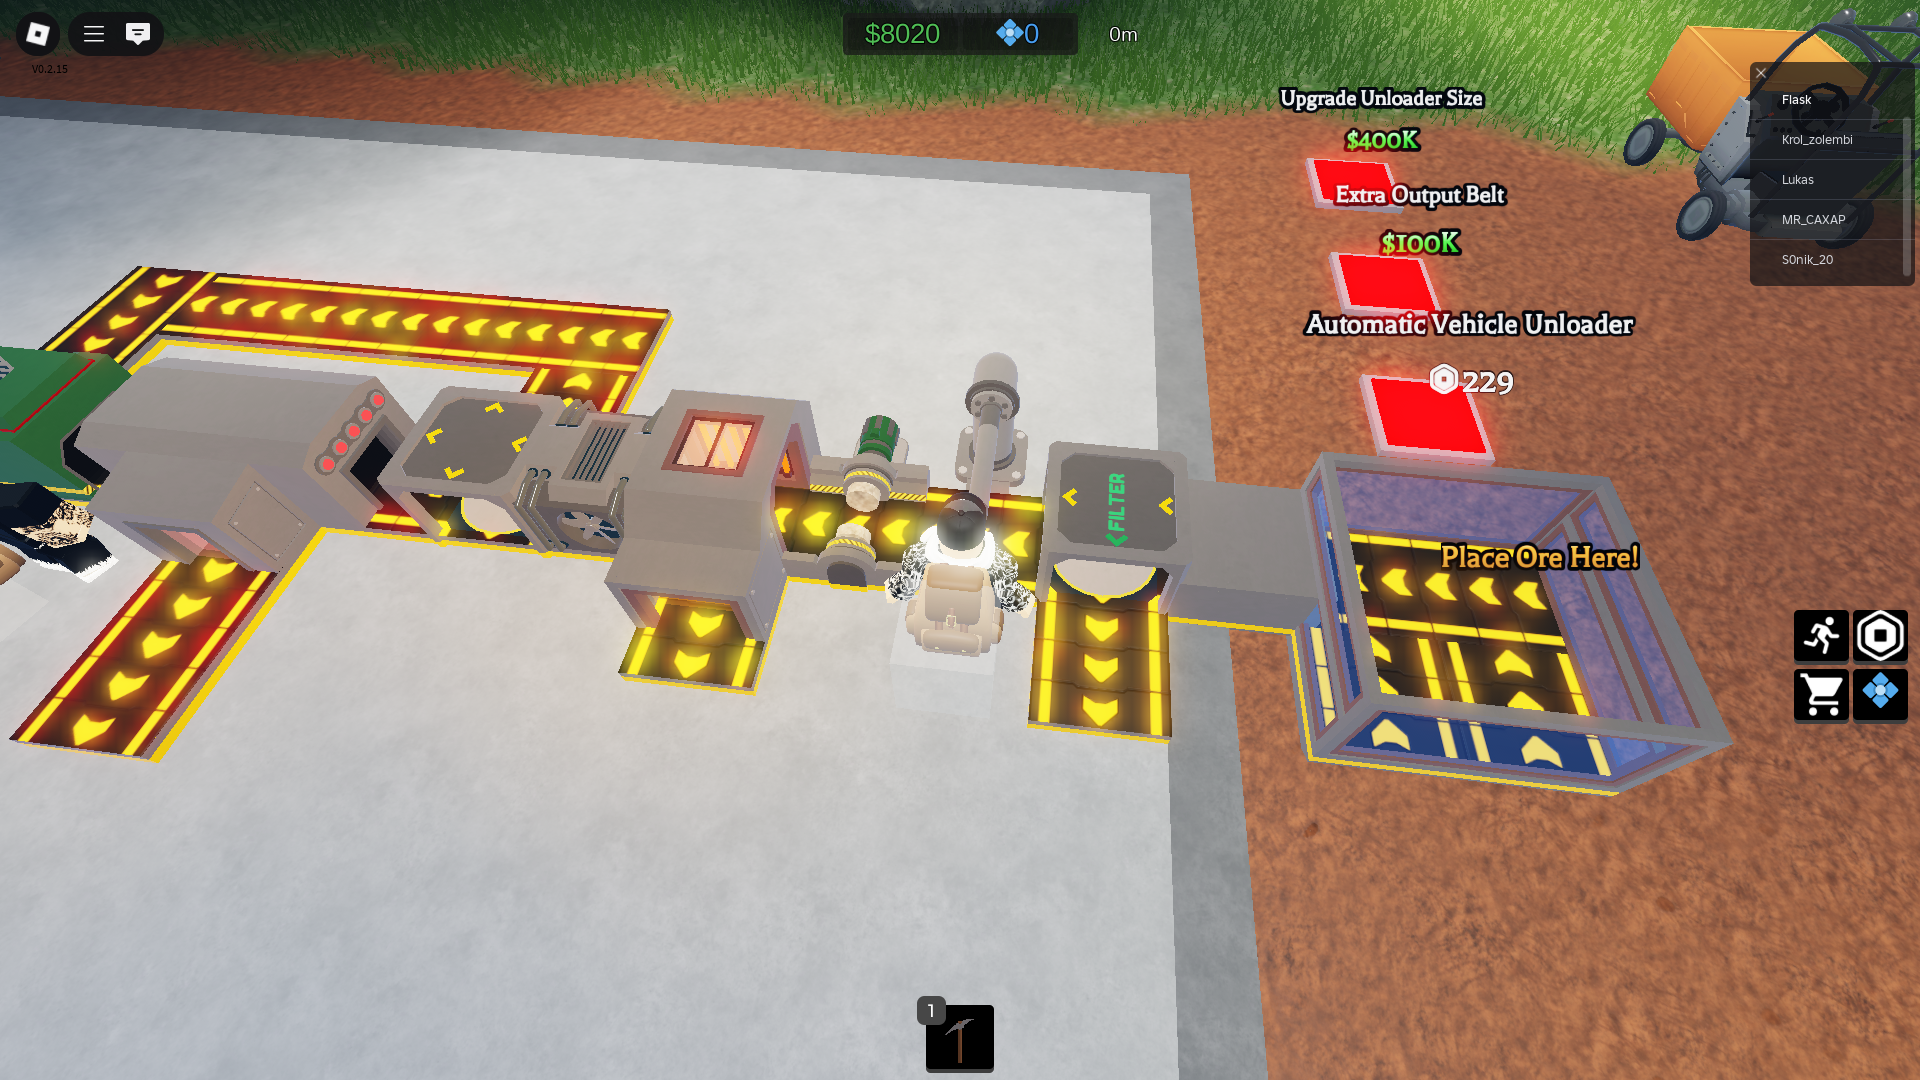 $8020
0
0m
V0.2.15
Upgrade Unloader Size
$400K
Extra Output Belt
$100K
Automatic Vehicle Unloader
229
Flask
Krol_zolembi
Lukas
MR_CAXAP
S0nik_20
FILTER
Place Ore Here!
1